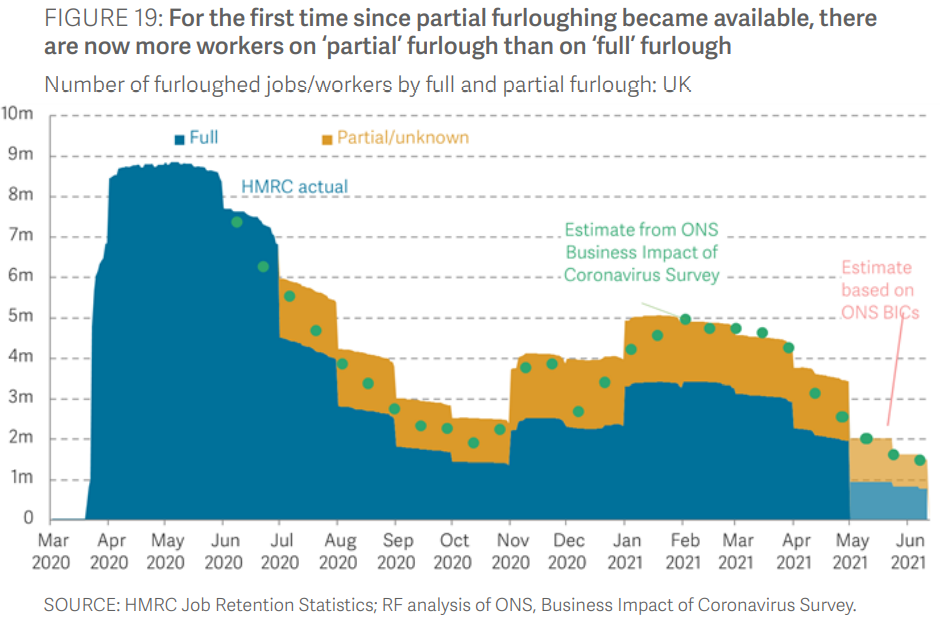 FIGURE 19: For the first time since partial furloughing became available, there
are now more workers on ‘partial’ furlough than on ‘full’ furlough
Number of furloughed jobs/workers by full and partial furlough: UK
10m
9m
8m
7m
6m
5m
4m
3m
2m
1m
0
Full
Partial/unknown
HMRC actual
Estimate from ONS
Business Impact of
Coronavirus Survey
Estimate
based on
ONS BICs
Mar Apr May Jun Jul Aug Sep Oct Nov Dec Jan Feb Mar Apr May Jun
2020 2020 2020 2020 2020 2020 2020 2020 2020 2020 2021 2021 2021 2021 2021 2021
SOURCE: HMRC Job Retention Statistics; RF analysis of ONS, Business Impact of Coronavirus Survey.